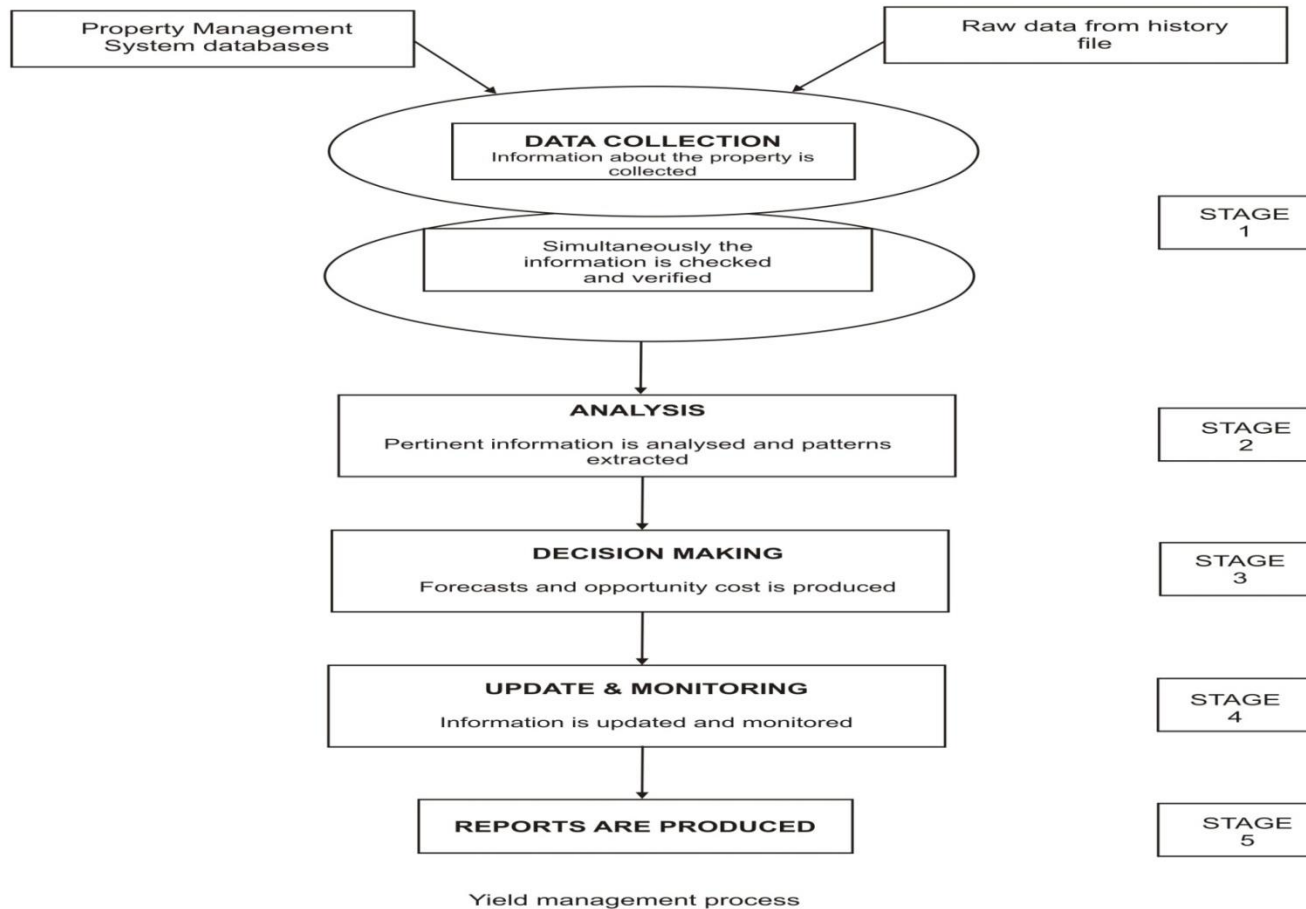 Property Management
System databases
Raw data from history
file
DATA COLLECTION
Information about the property is
collected
STAGE
1
Simultaneously the
information is checked
and verified
ANALYSIS
Pertinent information is analysed and patterns
extracted
STAGE
2
DECISION MAKING
Forecasts and opportunity cost is produced
STAGE
3
UPDATE & MONITORING
Information is updated and monitored
STAGE
4
REPORTS ARE PRODUCED
STAGE
5
Yield management process